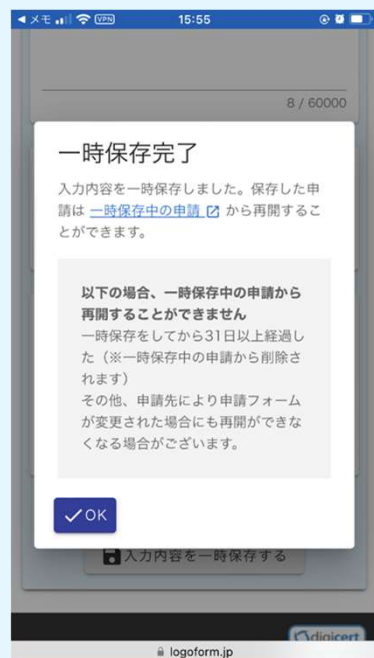 メモ VPN 15:55
8 / 60000
一時保存完了
入力内容を一時保存しました。保存した申
請は 一時保存中の申請 から再開するこ
とができます。
以下の場合、一時保存中の申請から
再開することができません
一時保存をしてから31日以上経過し
た（※一時保存中の申請から削除さ
れます）
その他、申請先により申請フォーム
が変更された場合にも再開ができな
くなる場合がございます。
OK
入力内容を一時保存する
digicert
logoform.jp